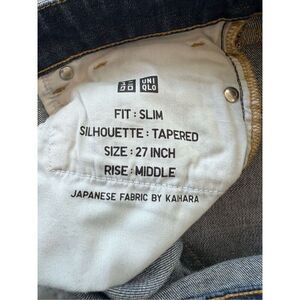 ユニ UNI
クロ QLO
FIT : SLIM
SILHOUETTE : TAPERED
SIZE : 27 INCH
RISE : MIDDLE
JAPANESE FABRIC BY KAHARA